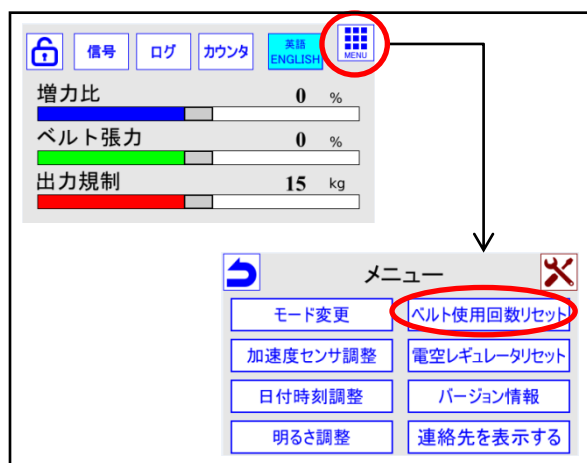 信号 ログ カウンタ 英語 ENGLISH MENU
増力比 0 %
ベルト張力 0 %
出力規制 15 kg
メニュー
モード変更 ベルト使用回数リセット
加速度センサ調整 電空レギュレータリセット
日付時刻調整 バージョン情報
明るさ調整 連絡先を表示する